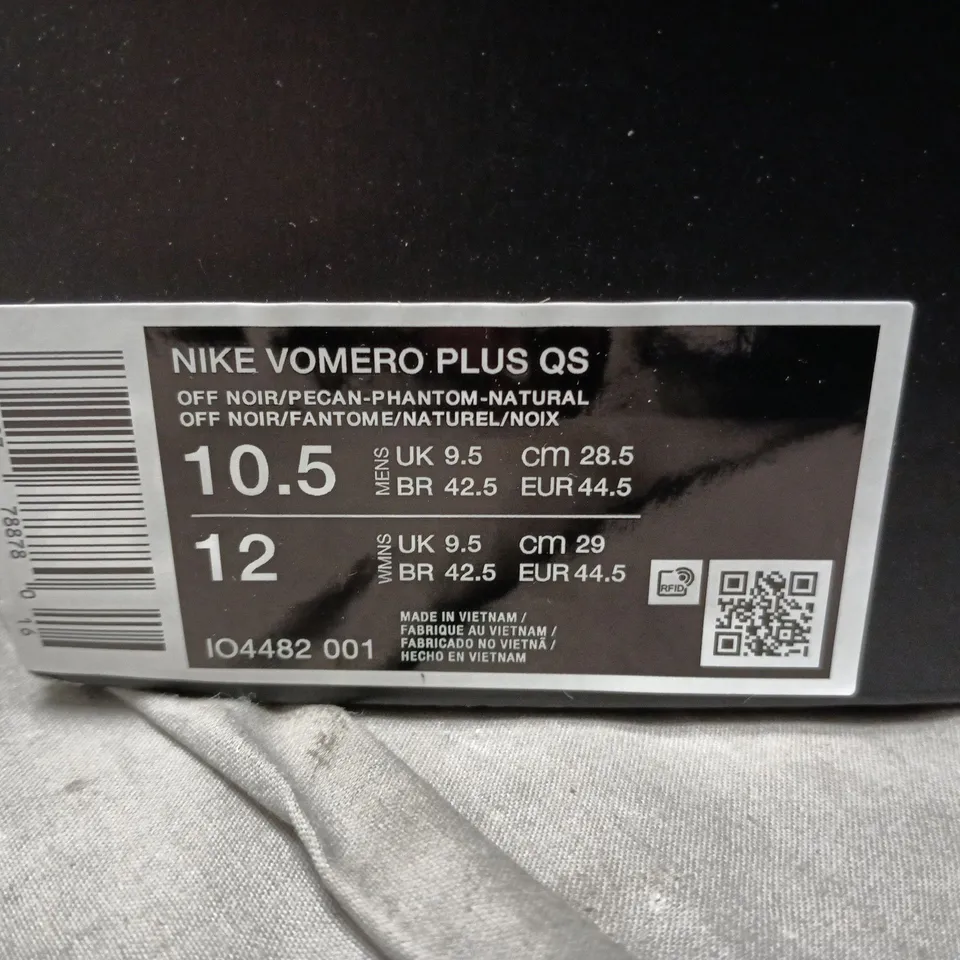 NIKE VOMERO PLUS QS
OFF NOIR/PECAN-PHANTOM-NATURAL
OFF NOIR/FANTOME/NATUREL/NOIX
10.5 MENS UK 9.5 cm 28.5
BR 42.5 EUR 44.5
12 WMNS UK 9.5 cm 29
BR 42.5 EUR 44.5
RFID
IO4482 001
MADE IN VIETNAM /
FABRIQUE AU VIETNAM /
FABRICADO NO VIETNÃ /
HECHO EN VIETNAM
78878 0 16